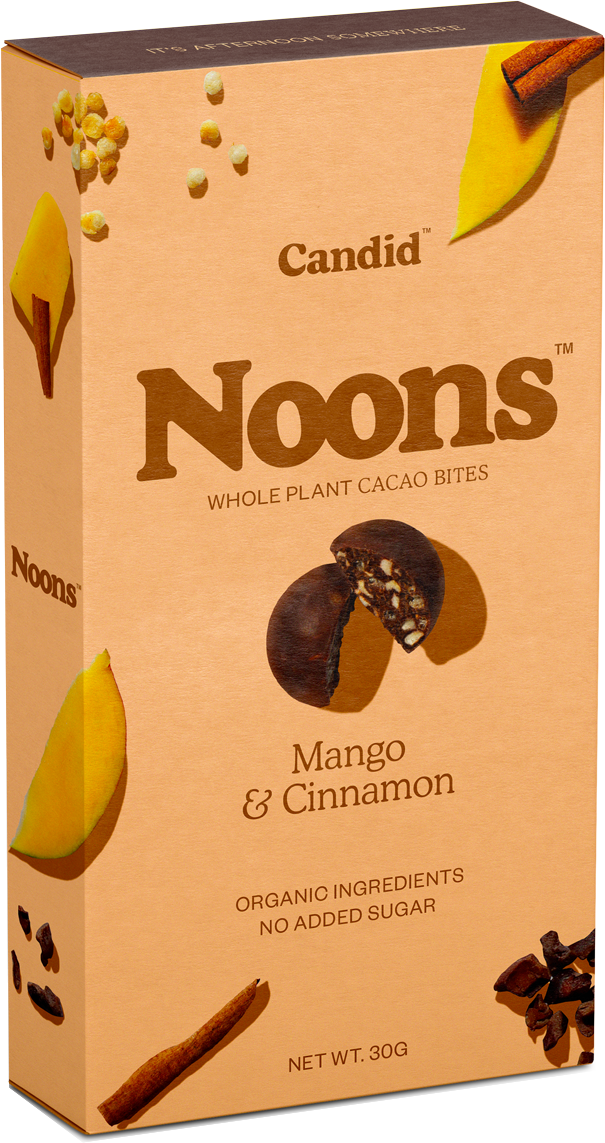 IT'S AFTERNOON SOMEWHERE
Candid™
Noons™
WHOLE PLANT CACAO BITES
Mango
& Cinnamon
ORGANIC INGREDIENTS
NO ADDED SUGAR
NET WT. 30G
Noons™